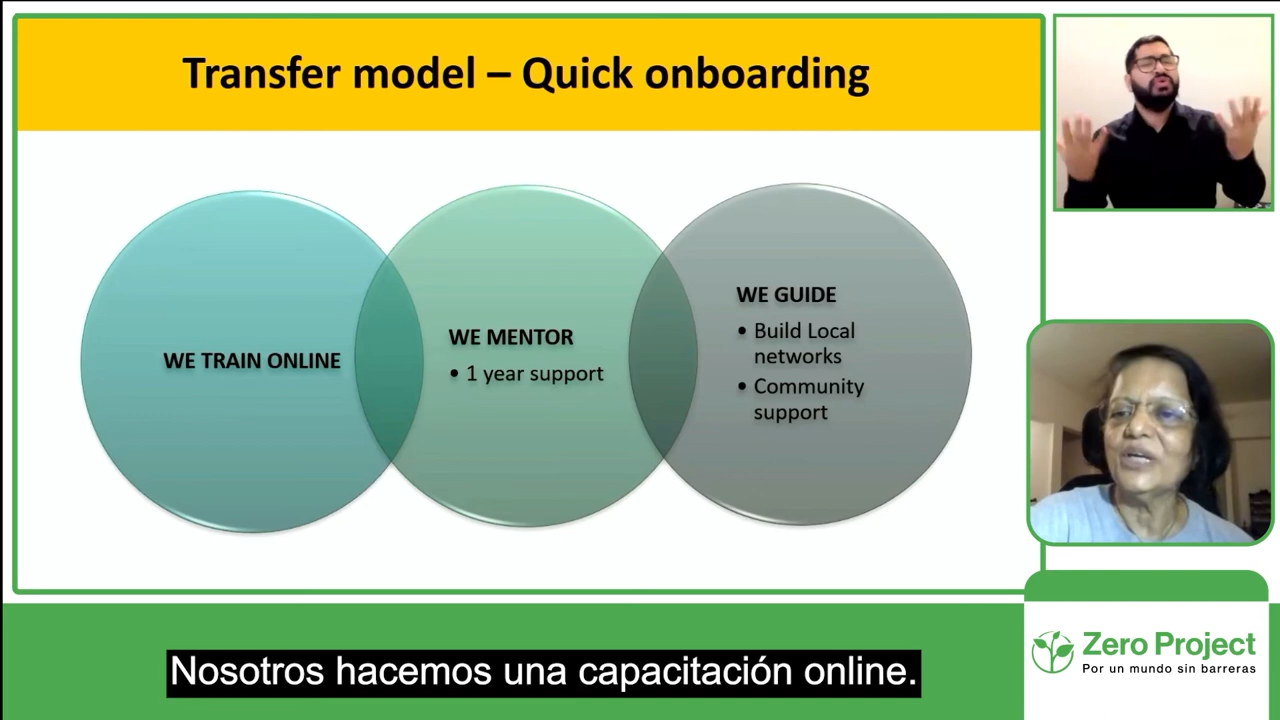 Transfer model – Quick onboarding
WE TRAIN ONLINE
WE MENTOR
• 1 year support
WE GUIDE
• Build Local
networks
• Community
support
Nosotros hacemos una capacitación online.
Zero Project
Por un mundo sin barreras